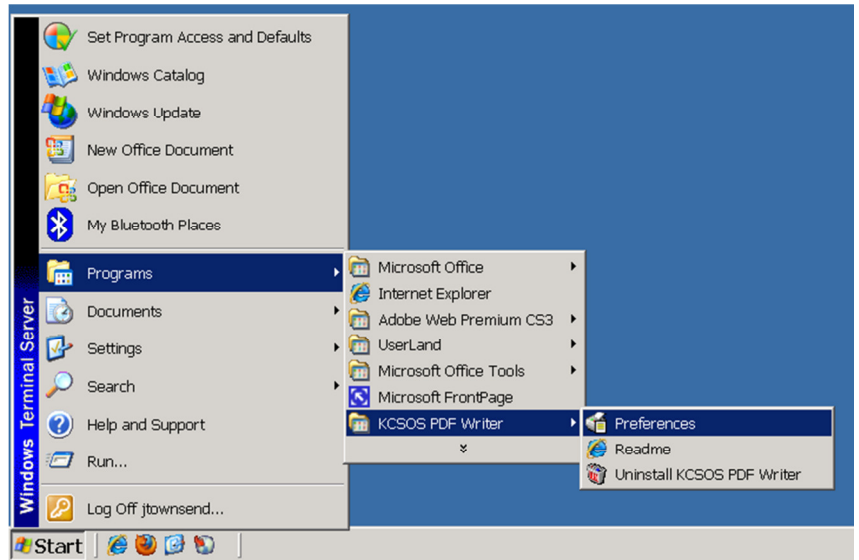 Set Program Access and Defaults
Windows Catalog
Windows Update
New Office Document
Open Office Document
My Bluetooth Places
Programs
Documents
Settings
Search
Help and Support
Run...
Log Off jtownsend...
Windows Terminal Server
Microsoft Office
Internet Explorer
Adobe Web Premium CS3
UserLand
Microsoft Office Tools
Microsoft FrontPage
KCSOS PDF Writer
Preferences
Readme
Uninstall KCSOS PDF Writer
Start